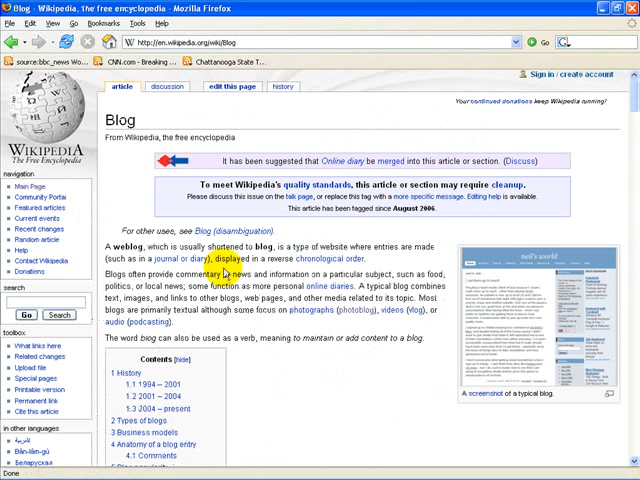 Blog - Wikipedia, the free encyclopedia - Mozilla Firefox
File Edit View Go Bookmarks Tools Help
http://en.wikipedia.org/wiki/Blog Go
source:bbc_news Wo... CNN.com - Breaking ... Chattanooga State T...
Sign in / create account
article discussion edit this page history
Your continued donations keep Wikipedia running!
WIKIPEDIA
The Free Encyclopedia
Blog
From Wikipedia, the free encyclopedia
It has been suggested that Online diary be merged into this article or section. (Discuss)
To meet Wikipedia's quality standards, this article or section may require cleanup.
Please discuss this issue on the talk page, or replace this tag with a more specific message. Editing help is available.
This article has been tagged since August 2006.
For other uses, see Blog (disambiguation).
A weblog, which is usually shortened to blog, is a type of website where entries are made
(such as in a journal or diary), displayed in a reverse chronological order.
Blogs often provide commentary or news and information on a particular subject, such as food,
politics, or local news; some function as more personal online diaries. A typical blog combines
text, images, and links to other blogs, web pages, and other media related to its topic. Most
blogs are primarily textual although some focus on photographs (photoblog), videos (vlog), or
audio (podcasting).
The word blog can also be used as a verb, meaning to maintain or add content to a blog.
Contents [hide]
1 History
1.1 1994 – 2001
1.2 2001 – 2004
1.3 2004 – present
2 Types of blogs
3 Business models
4 Anatomy of a blog entry
4.1 Comments
5 Blog popularity
neil's world
A screenshot of a typical blog.
navigation
Main Page
Community Portal
Featured articles
Current events
Recent changes
Random article
Help
Contact Wikipedia
Donations
search
Go Search
toolbox
What links here
Related changes
Upload file
Special pages
Printable version
Permanent link
Cite this article
in other languages
العربية
Bân-lâm-gú
Беларуская
Done